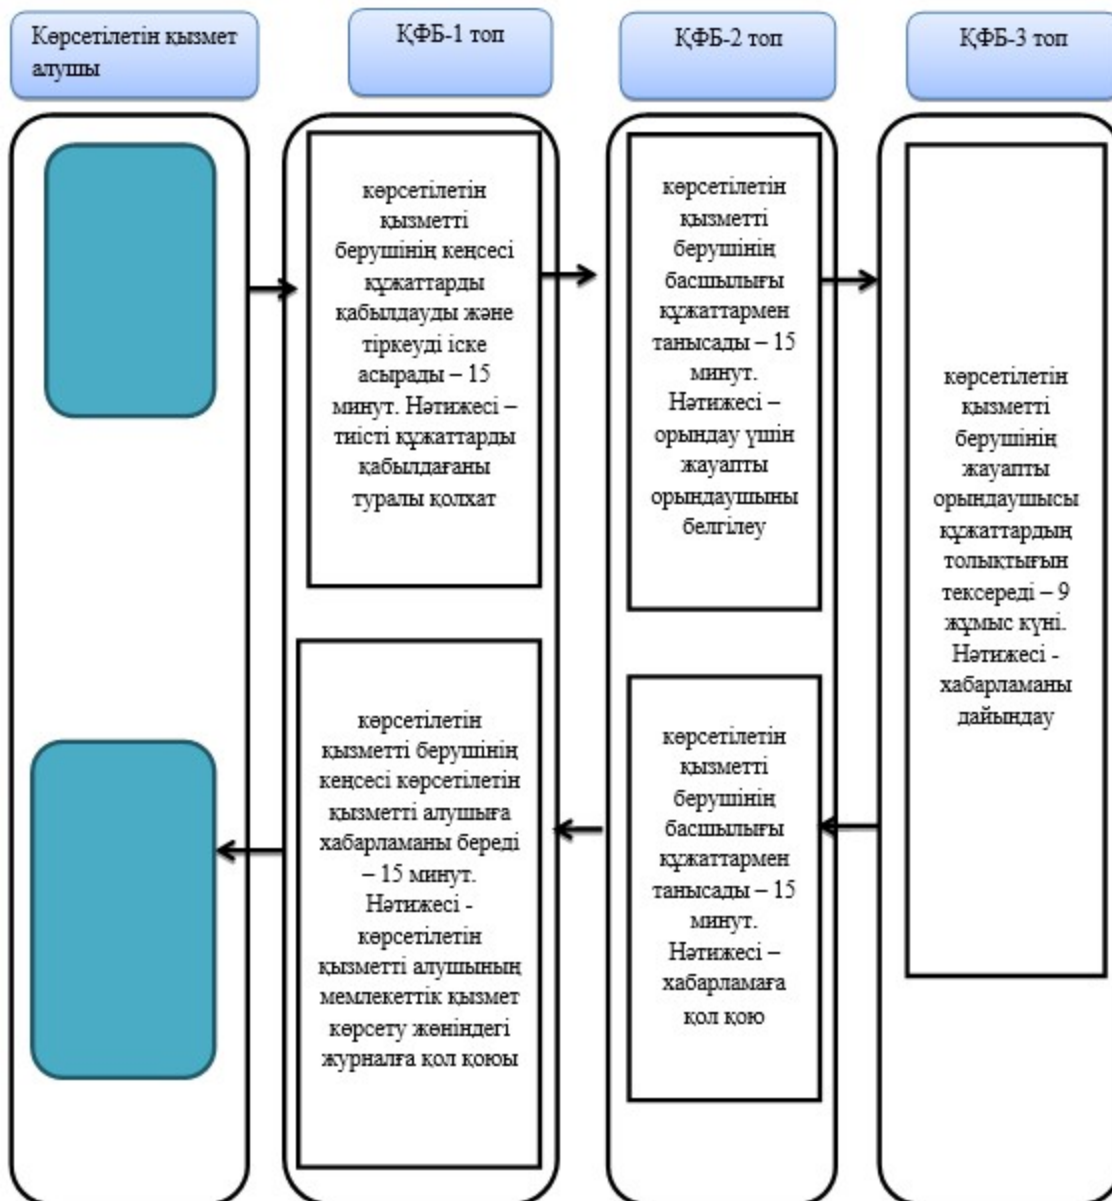 Көрсетілетін қызмет
алушы
ҚФБ-1 топ
ҚФБ-2 топ
ҚФБ-3 топ
көрсетілетін
қызметті
берушінің кеңсесі
құжаттарды
қабылдауды және
тіркеуді іске
асырады – 15
минут. Нәтижесі –
тиісті құжаттарды
қабылдағаны
туралы қолхат
көрсетілетін
қызметті
берушінің
басшылығы
құжаттармен
танысады – 15
минут.
Нәтижесі –
орындау үшін
жауапты
орындаушыны
белгілеу
көрсетілетін
қызметті
берушінің
жауапты
орындаушысы
құжаттардың
толықтығын
тексереді – 9
жұмыс күні.
Нәтижесі -
хабарламаны
дайындау
көрсетілетін
қызметті
берушінің
басшылығы
құжаттармен
танысады – 15
минут.
Нәтижесі –
хабарламаға
қол қою
көрсетілетін
қызметті берушінің
кеңсесі көрсетілетін
қызметті алушыға
хабарламаны береді
– 15 минут.
Нәтижесі -
көрсетілетін
қызметті алушының
мемлекеттік қызмет
көрсету жөніндегі
журналға қол қоюы